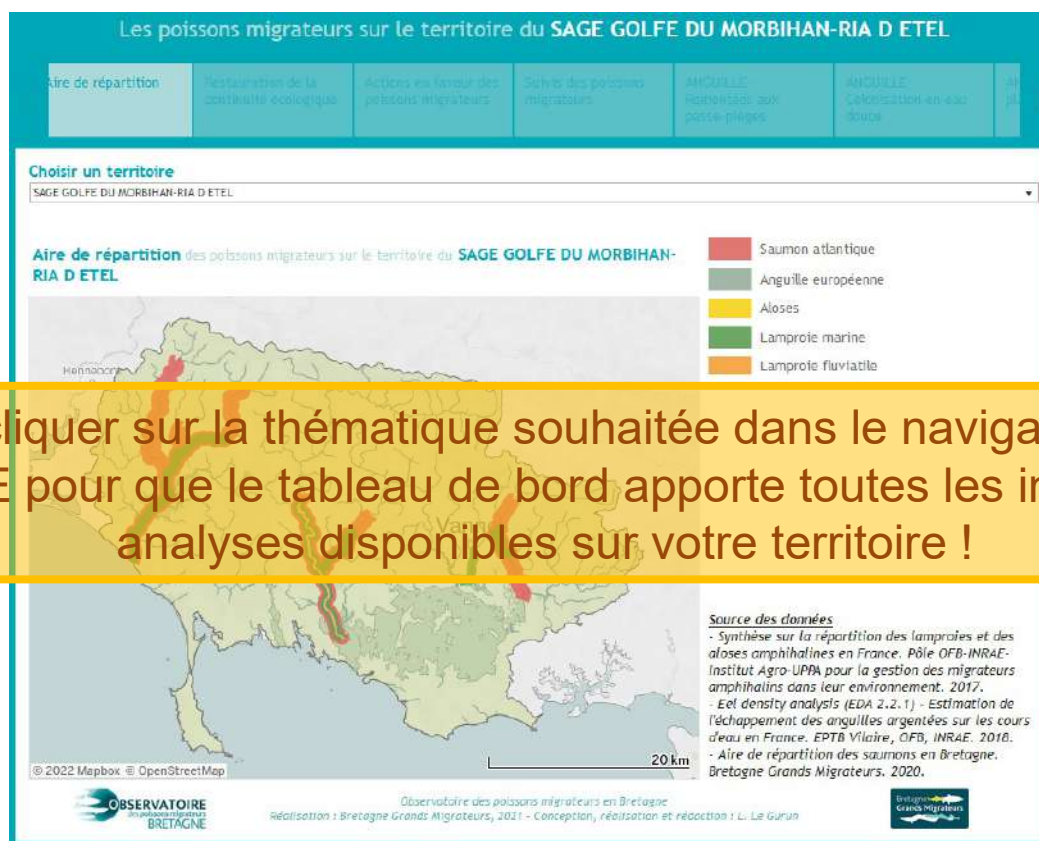 Les poissons migrateurs sur le territoire du SAGE GOLFE DU MORBIHAN-RIA D ETEL
Aire de répartition
Restauration de la
continuité écologique
Actions en faveur des
poissons migrateurs
Suivis des poissons
migrateurs
ANGUILLE
Remontée aux
passe-pièges
ANGUILLE
Colonisation en eau
douce
Choisir un territoire
SAGE GOLFE DU MORBIHAN-RIA D ETEL
Aire de répartition des poissons migrateurs sur le territoire du SAGE GOLFE DU MORBIHAN-
RIA D ETEL
Saumon atlantique
Anguille européenne
Aloses
Lamproie marine
Lamproie fluviatile
Hennebont
cliquer sur la thématique souhaitée dans le naviga
E pour que le tableau de bord apporte toutes les in
analyses disponibles sur votre territoire !
Vannes
Source des données
- Synthèse sur la répartition des lamproies et des
aloses amphihalines en France. Pôle OFB-INRAE-
Institut Agro-UPPA pour la gestion des migrateurs
amphihalins dans leur environnement. 2017.
- Eel density analysis (EDA 2.2.1) - Estimation de
l'échappement des anguilles argentées sur les cours
d'eau en France. EPTB Vilaine, OFB, INRAE. 2018.
- Aire de répartition des saumons en Bretagne.
Bretagne Grands Migrateurs. 2020.
20 km
© 2022 Mapbox © OpenStreetMap
OBSERVATOIRE
des poissons migrateurs
BRETAGNE
Observatoire des poissons migrateurs en Bretagne
Réalisation : Bretagne Grands Migrateurs, 2021 - Conception, réalisation et rédaction : L. Le Gurun
Bretagne
Grands Migrateurs